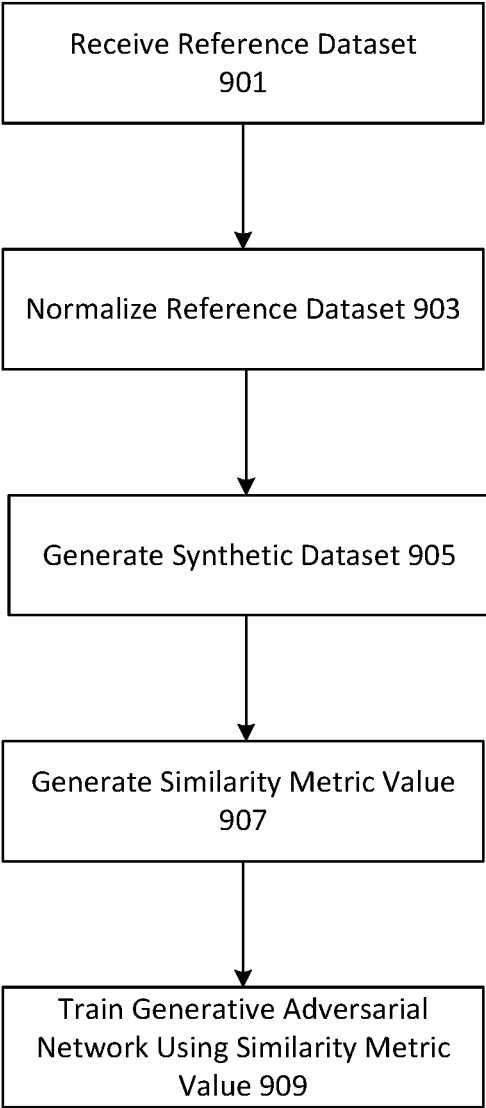 Receive Reference Dataset
901
Normalize Reference Dataset 903
Generate Synthetic Dataset 905
Generate Similarity Metric Value
907
Train Generative Adversarial
Network Using Similarity Metric
Value 909